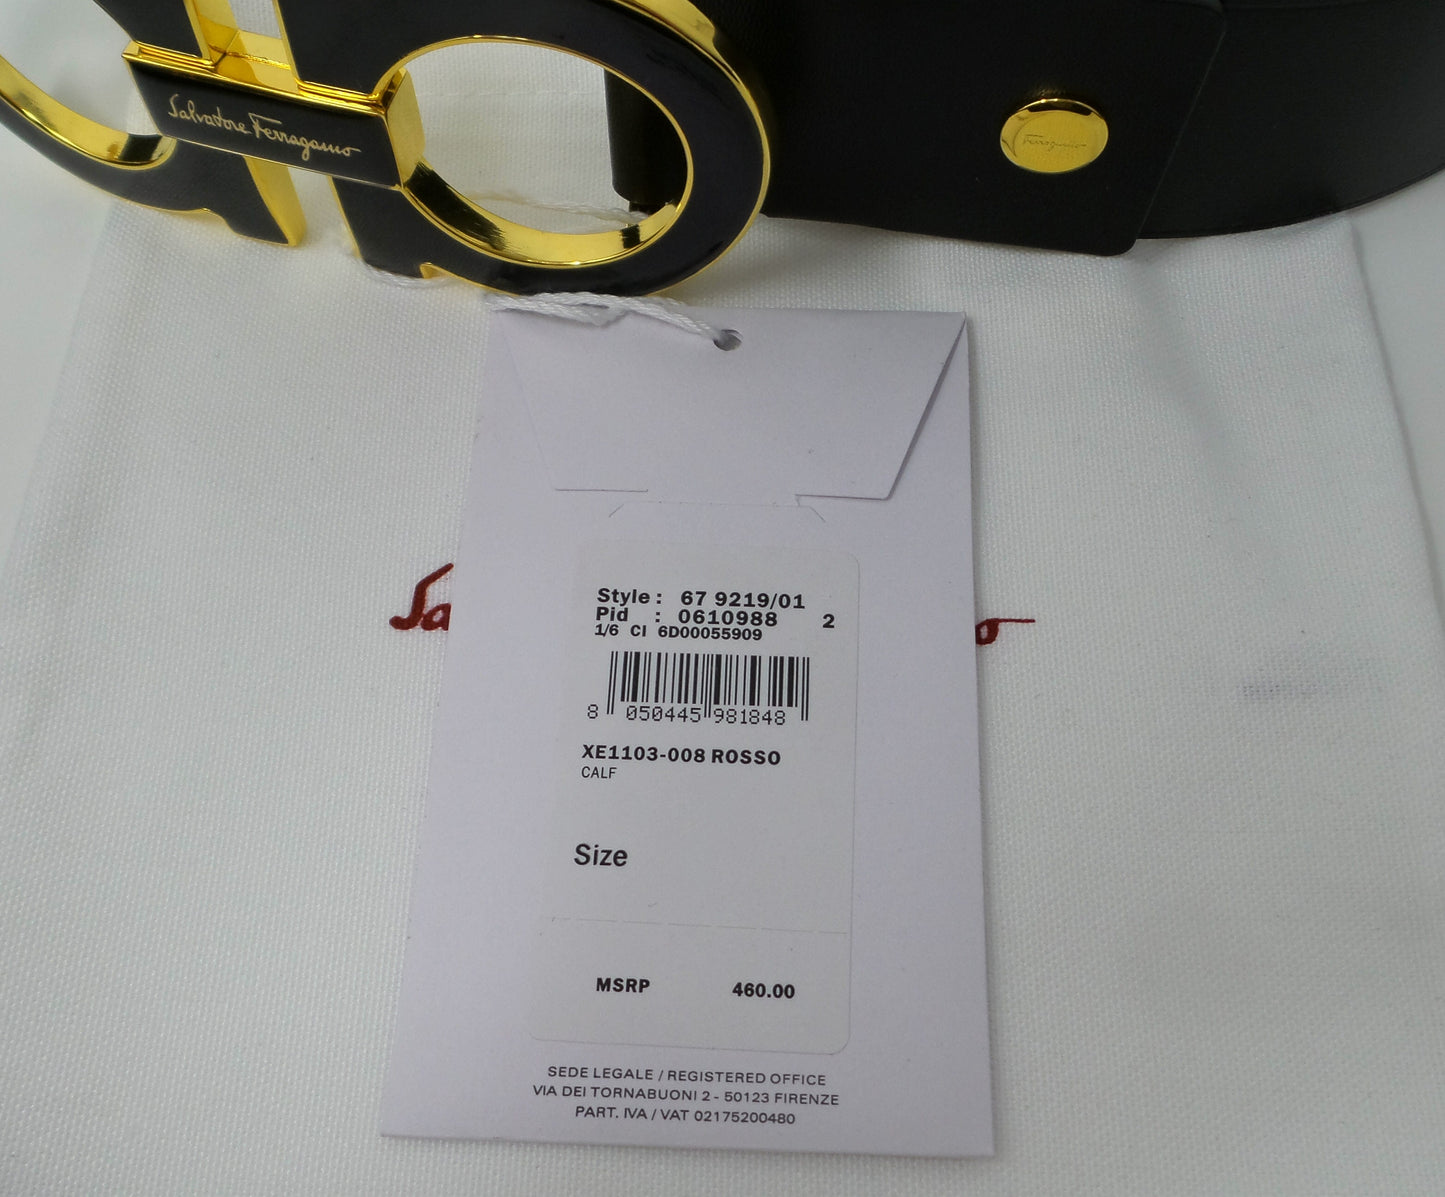 Salvatore Ferragamo
Ferragamo
Sa
o
Style : 67 9219/01
Pid : 0610988 2
1/6 CI 6D00055909
8 050445 981848
XE1103-008 ROSSO
CALF
Size
MSRP 460.00
SEDE LEGALE / REGISTERED OFFICE
VIA DEI TORNABUONI 2 - 50123 FIRENZE
PART. IVA / VAT 02175200480